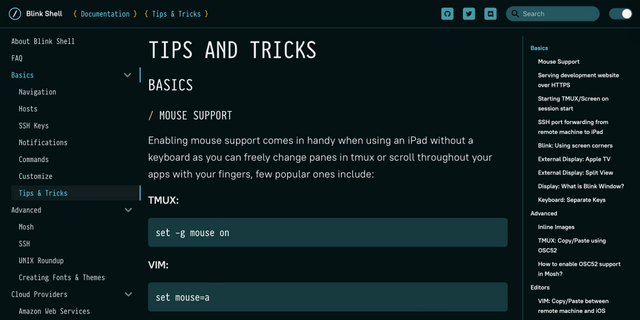 Blink Shell
{ Documentation }
{ Tips & Tricks }
Search
About Blink Shell
FAQ
Basics
Navigation
Hosts
SSH Keys
Notifications
Commands
Customize
Tips & Tricks
Advanced
Mosh
SSH
UNIX Roundup
Creating Fonts & Themes
Cloud Providers
Amazon Web Services
TIPS AND TRICKS
BASICS
/ MOUSE SUPPORT
Enabling mouse support comes in handy when using an iPad without a
keyboard as you can freely change panes in tmux or scroll throughout your
apps with your fingers, few popular ones include:
TMUX:
set -g mouse on
VIM:
set mouse=a
Basics
Mouse Support
Serving development website
over HTTPS
Starting TMUX/Screen on
session start
SSH port forwarding from
remote machine to iPad
Blink: Using screen corners
External Display: Apple TV
External Display: Split View
Display: What is Blink Window?
Keyboard: Separate Keys
Advanced
Inline Images
TMUX: Copy/Paste using
OSC52
How to enable OSC52 support
in Mosh?
Editors
VIM: Copy/Paste between
remote machine and iOS